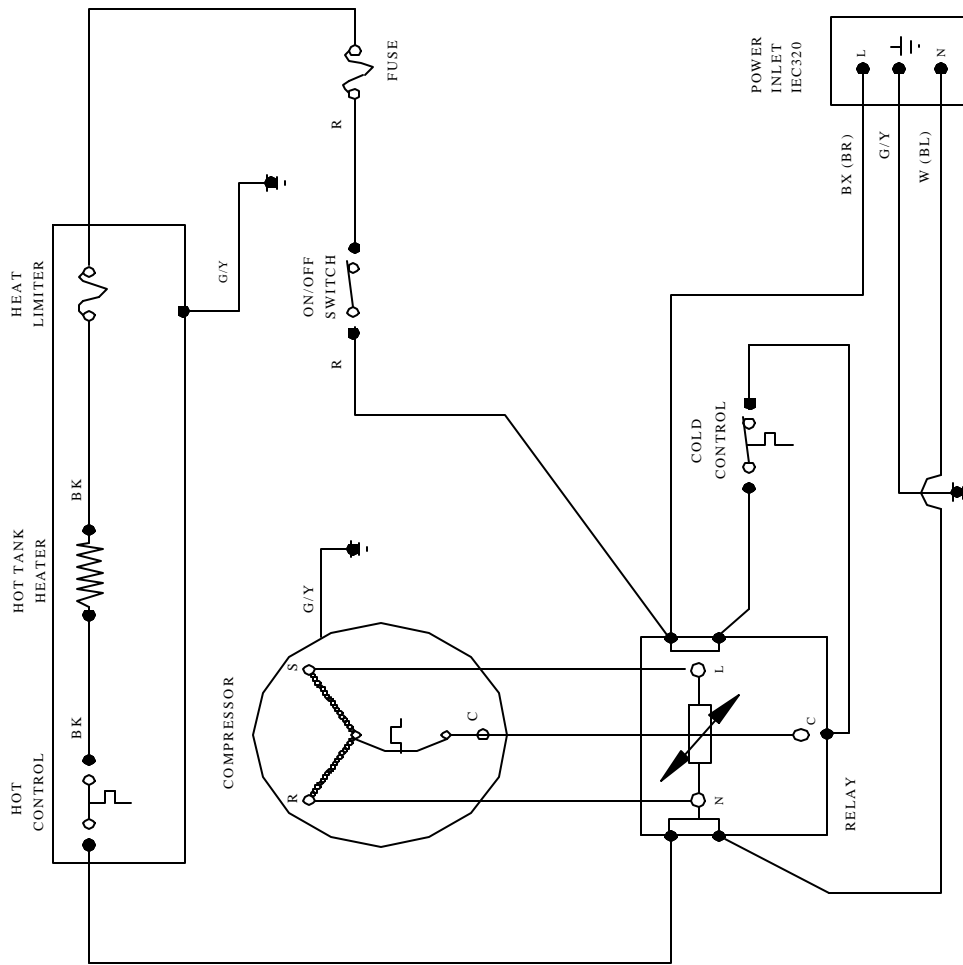 FUSE
R
POWER
INLET
IEC320
L
N
BX (BR)
G/Y
W (BL)
HEAT
LIMITER
G/Y
ON/OFF
SWITCH
R
COLD
CONTROL
BK
HOT TANK
HEATER
G/Y
COMPRESSOR
S
C
R
L
C
N
RELAY
BK
HOT
CONTROL